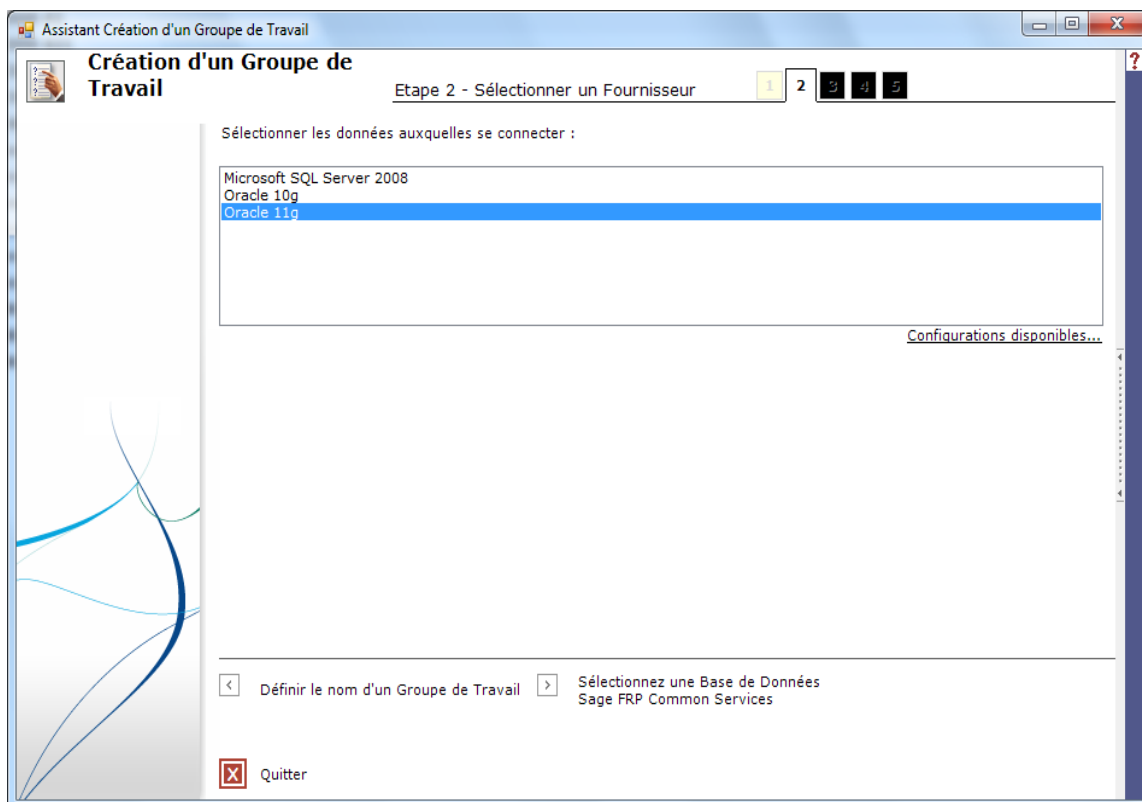 Assistant Création d'un Groupe de Travail
Création d'un Groupe de
Travail
Etape 2 - Sélectionner un Fournisseur
1 2 3 4 5
?
Sélectionner les données auxquelles se connecter :
Microsoft SQL Server 2008
Oracle 10g
Oracle 11g
Configurations disponibles...
< Définir le nom d'un Groupe de Travail > Sélectionnez une Base de Données
Sage FRP Common Services
X Quitter